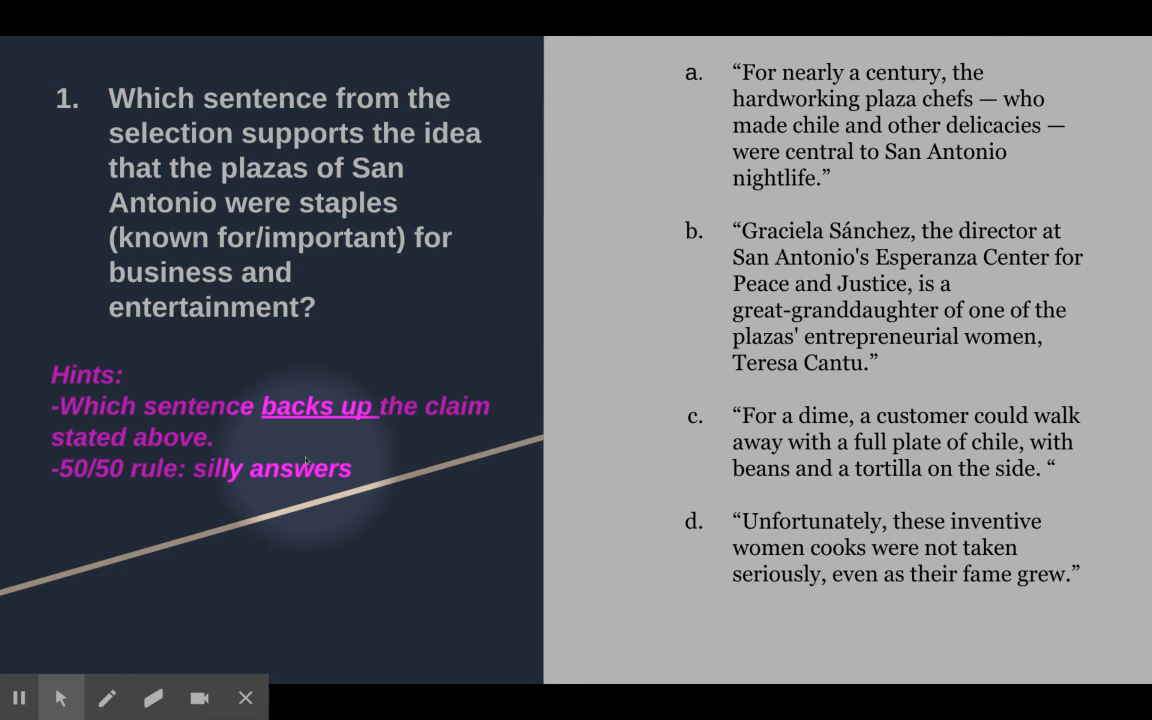 1. Which sentence from the
selection supports the idea
that the plazas of San
Antonio were staples
(known for/important) for
business and
entertainment?
Hints:
-Which sentence backs up the claim
stated above.
-50/50 rule: silly answers
a. “For nearly a century, the
hardworking plaza chefs — who
made chile and other delicacies —
were central to San Antonio
nightlife.”
b. “Graciela Sánchez, the director at
San Antonio's Esperanza Center for
Peace and Justice, is a
great-granddaughter of one of the
plazas' entrepreneurial women,
Teresa Cantu.”
c. “For a dime, a customer could walk
away with a full plate of chile, with
beans and a tortilla on the side. “
d. “Unfortunately, these inventive
women cooks were not taken
seriously, even as their fame grew.”